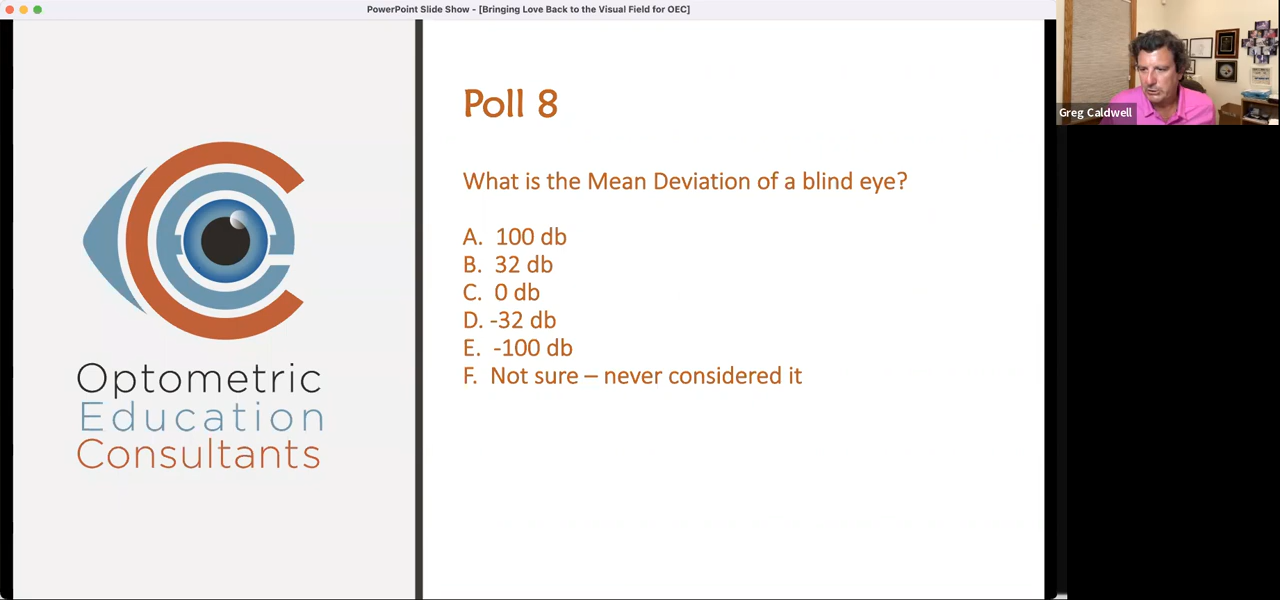 PowerPoint Slide Show - [Bringing Love Back to the Visual Field for OEC]
Greg Caldwell
Poll 8
What is the Mean Deviation of a blind eye?
A. 100 db
B. 32 db
C. 0 db
D. -32 db
E. -100 db
F. Not sure – never considered it
Optometric
Education
Consultants